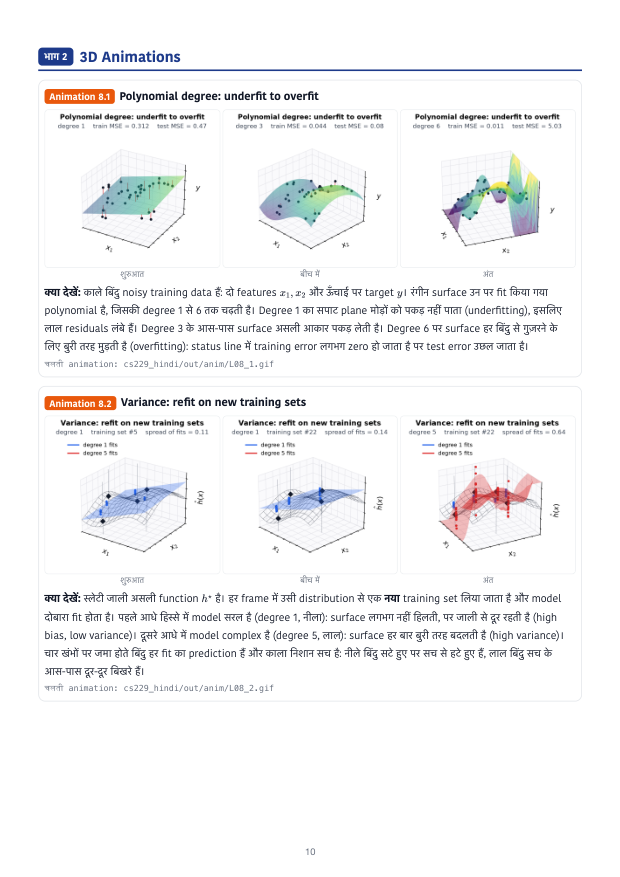 भाग 2 3D Animations
Animation 8.1 Polynomial degree: underfit to overfit
Polynomial degree: underfit to overfit
degree 1 train MSE = 0.312 test MSE = 0.47
y
x₁
x₂
शुरुआत
Polynomial degree: underfit to overfit
degree 3 train MSE = 0.044 test MSE = 0.08
y
x₁
x₂
बीच में
Polynomial degree: underfit to overfit
degree 6 train MSE = 0.011 test MSE = 5.03
y
x₁
x₂
अंत
क्या देखें: काले बिंदु noisy training data हैं: दो features x₁, x₂ और ऊँचाई पर target y। रंगीन surface उन पर fit किया गया
polynomial है, जिसकी degree 1 से 6 तक चढ़ती है। Degree 1 का सपाट plane मोड़ों को पकड़ नहीं पाता (underfitting), इसलिए
लाल residuals लंबे हैं। Degree 3 के आस-पास surface असली आकार पकड़ लेती है। Degree 6 पर surface हर बिंदु से गुजरने के
लिए बुरी तरह मुड़ती है (overfitting): status line में training error लगभग zero हो जाता है पर test error उछल जाता है।
चलती animation: cs229_hindi/out/anim/L08_1.gif
Animation 8.2 Variance: refit on new training sets
Variance: refit on new training sets
degree 1 training set #5 spread of fits = 0.11
degree 1 fits
degree 5 fits
ĥ(x)
x₁
x₂
शुरुआत
Variance: refit on new training sets
degree 1 training set #22 spread of fits = 0.14
degree 1 fits
degree 5 fits
ĥ(x)
x₁
x₂
बीच में
Variance: refit on new training sets
degree 5 training set #22 spread of fits = 0.64
degree 1 fits
degree 5 fits
ĥ(x)
x₁
x₂
अंत
क्या देखें: स्लेटी जाली असली function h* है। हर frame में उसी distribution से एक नया training set लिया जाता है और model
दोबारा fit होता है। पहले आधे हिस्से में model सरल है (degree 1, नीला): surface लगभग नहीं हिलती, पर जाली से दूर रहती है (high
bias, low variance)। दूसरे आधे में model complex है (degree 5, लाल): surface हर बार बुरी तरह बदलती है (high variance)।
चार खंभों पर जमा होते बिंदु हर fit का prediction हैं और काला निशान सच है: नीले बिंदु सटे हुए पर सच से हटे हुए हैं, लाल बिंदु सच के
आस-पास दूर-दूर बिखरे हैं।
चलती animation: cs229_hindi/out/anim/L08_2.gif
10